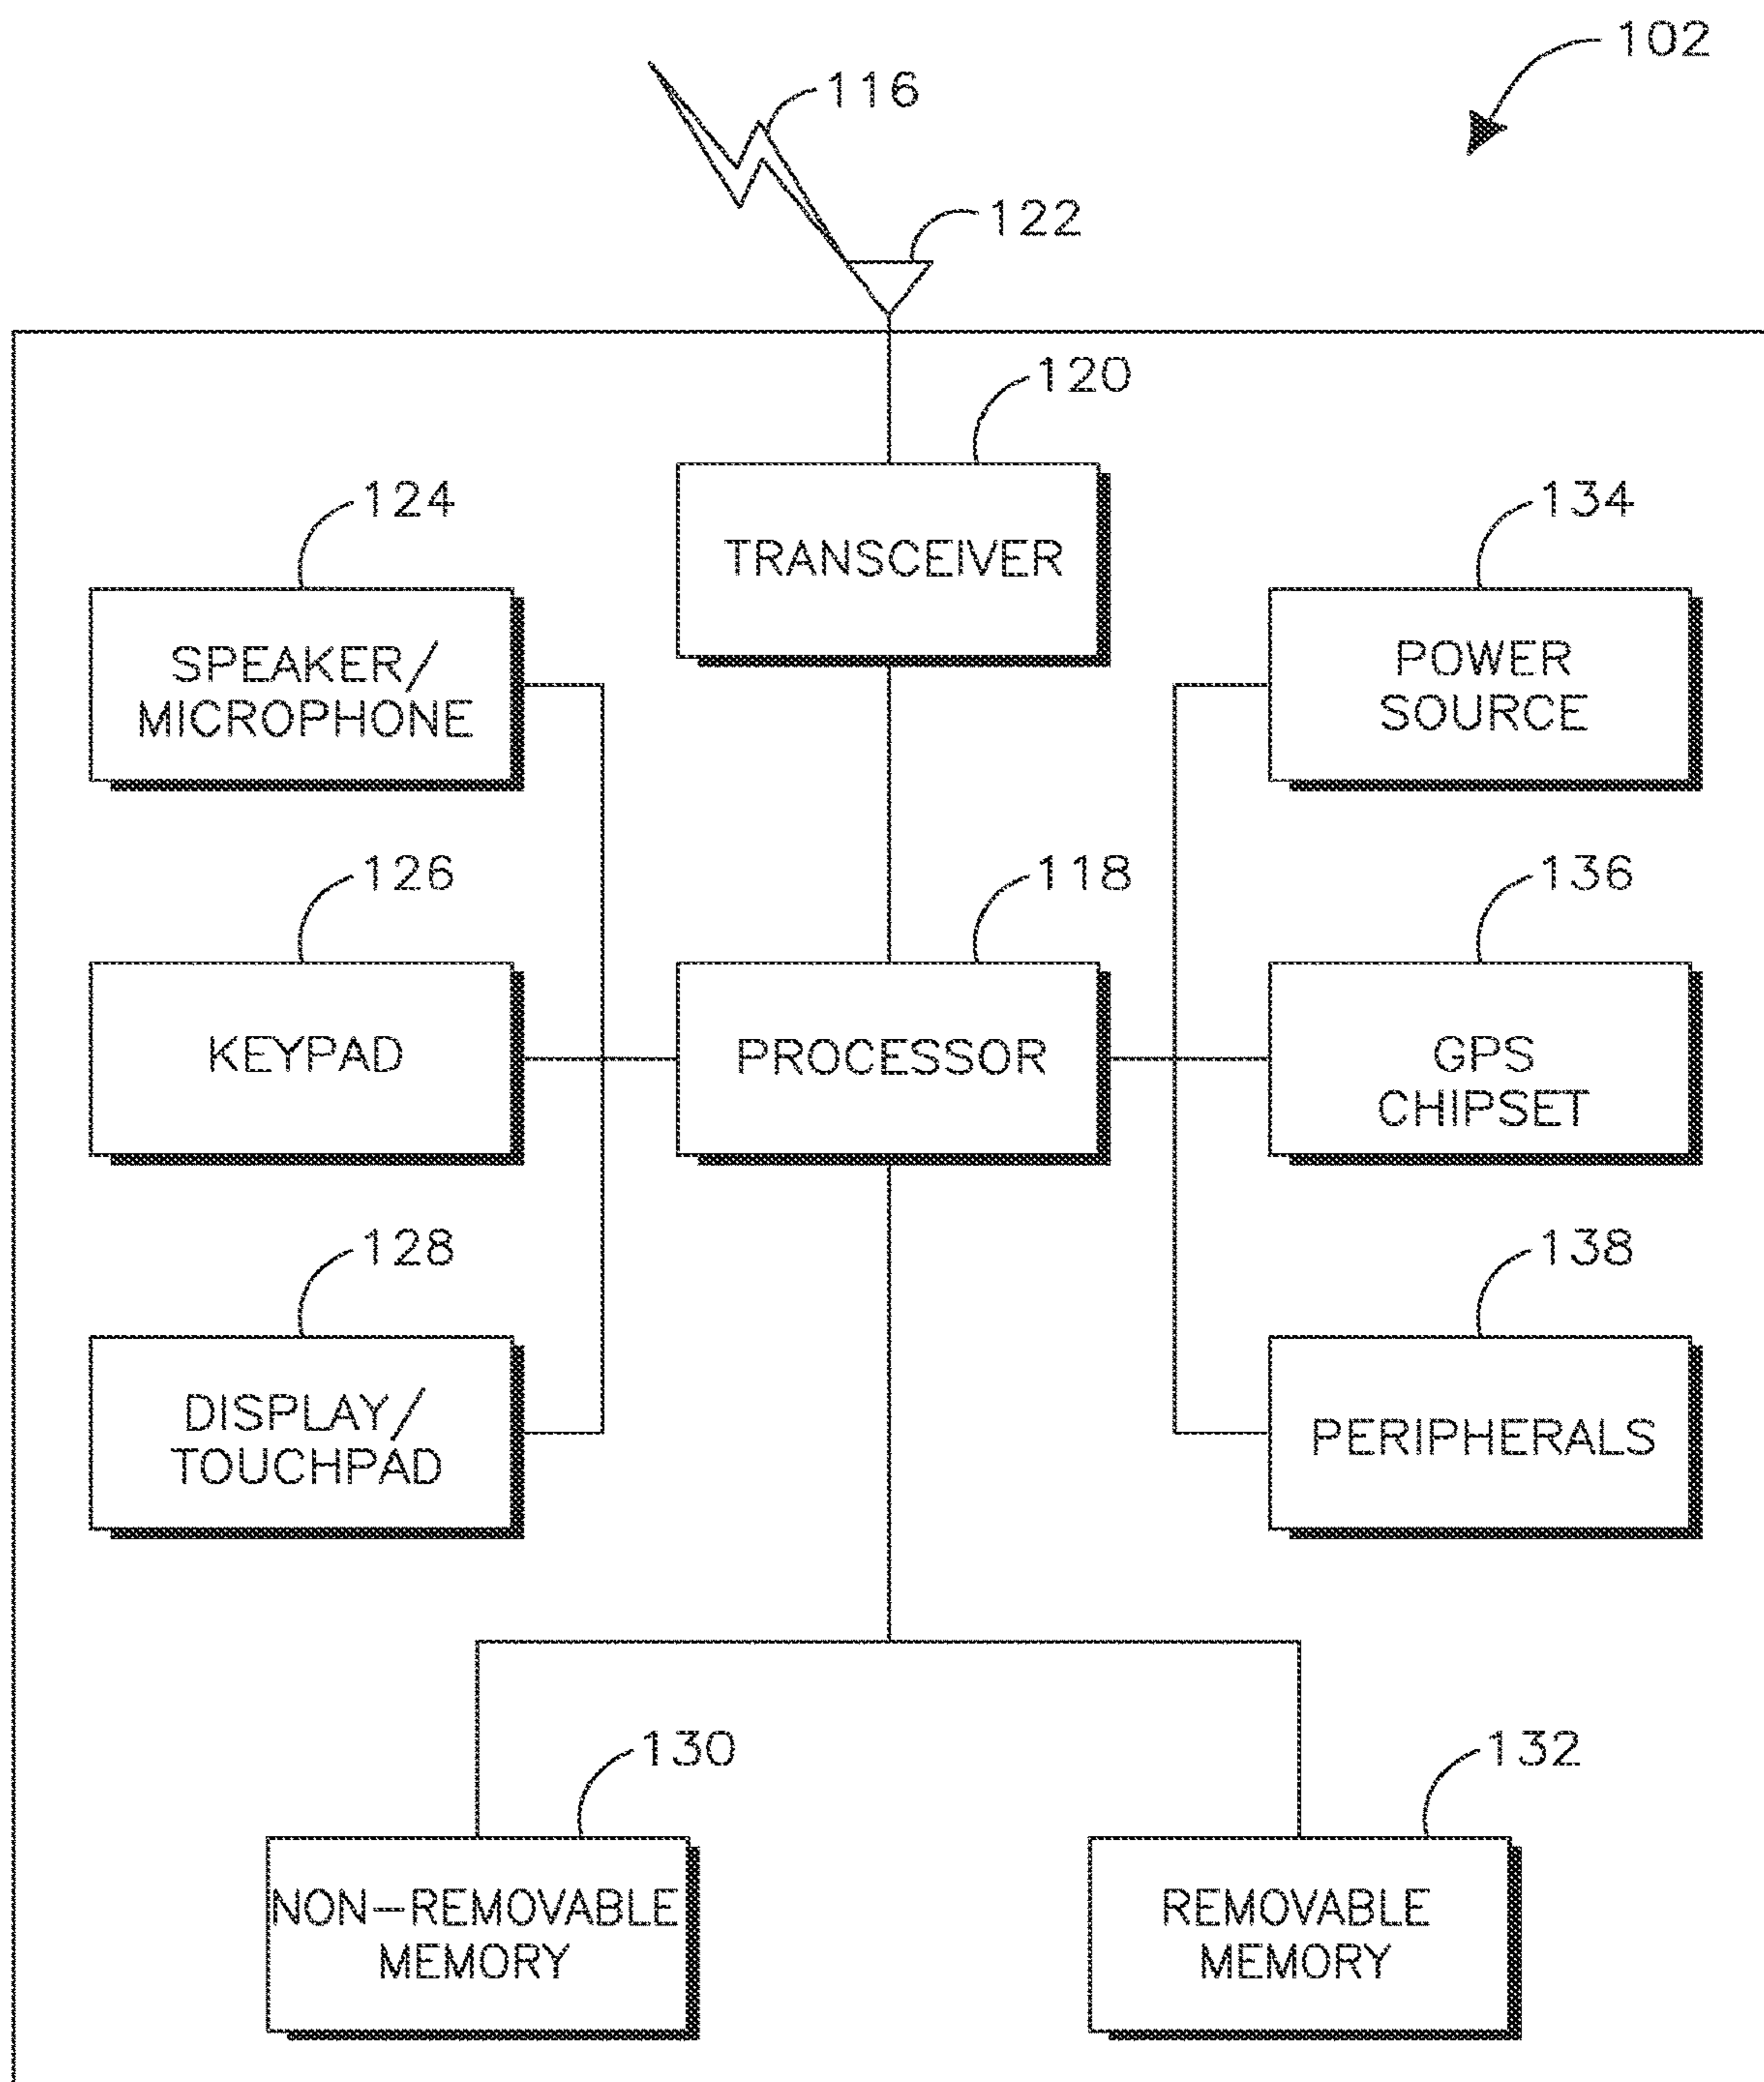 102
116
122
120
TRANSCEIVER
124
SPEAKER/
MICROPHONE
134
POWER
SOURCE
126
KEYPAD
118
PROCESSOR
136
GPS
CHIPSET
128
DISPLAY/
TOUCHPAD
138
PERIPHERALS
130
NON-REMOVABLE
MEMORY
132
REMOVABLE
MEMORY